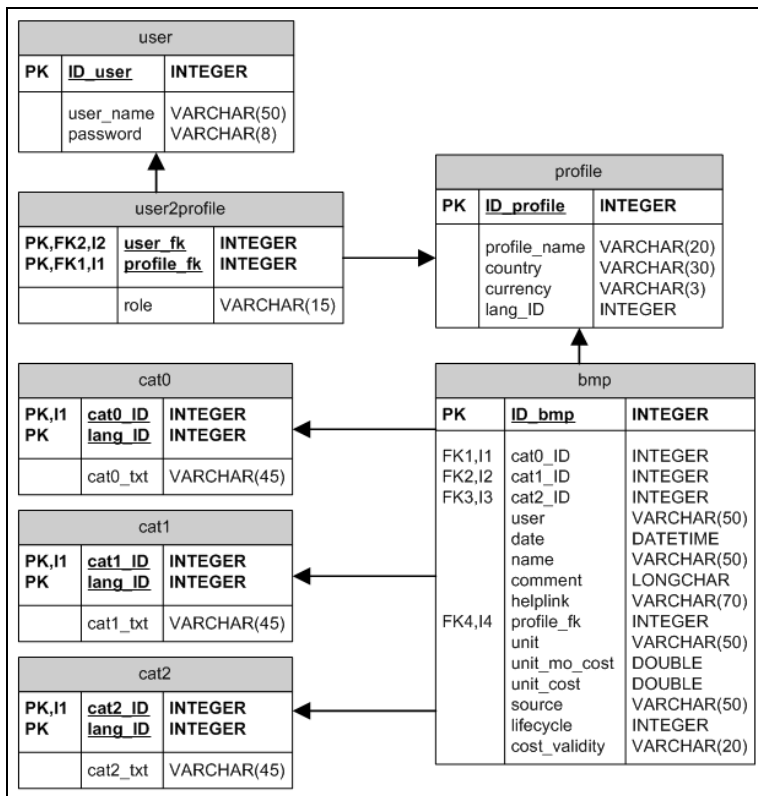 user
PK ID_user INTEGER
user_name VARCHAR(50)
password VARCHAR(8)
user2profile
PK,FK2,I2 user_fk INTEGER
PK,FK1,I1 profile_fk INTEGER
role VARCHAR(15)
profile
PK ID_profile INTEGER
profile_name VARCHAR(20)
country VARCHAR(30)
currency VARCHAR(3)
lang_ID INTEGER
cat0
PK,I1 cat0_ID INTEGER
PK lang_ID INTEGER
cat0_txt VARCHAR(45)
cat1
PK,I1 cat1_ID INTEGER
PK lang_ID INTEGER
cat1_txt VARCHAR(45)
cat2
PK,I1 cat2_ID INTEGER
PK lang_ID INTEGER
cat2_txt VARCHAR(45)
bmp
PK ID_bmp INTEGER
FK1,I1 cat0_ID INTEGER
FK2,I2 cat1_ID INTEGER
FK3,I3 cat2_ID INTEGER
user VARCHAR(50)
date DATETIME
name VARCHAR(50)
comment LONGCHAR
helplink VARCHAR(70)
FK4,I4 profile_fk INTEGER
unit VARCHAR(50)
unit_mo_cost DOUBLE
unit_cost DOUBLE
source VARCHAR(50)
lifecycle INTEGER
cost_validity VARCHAR(20)